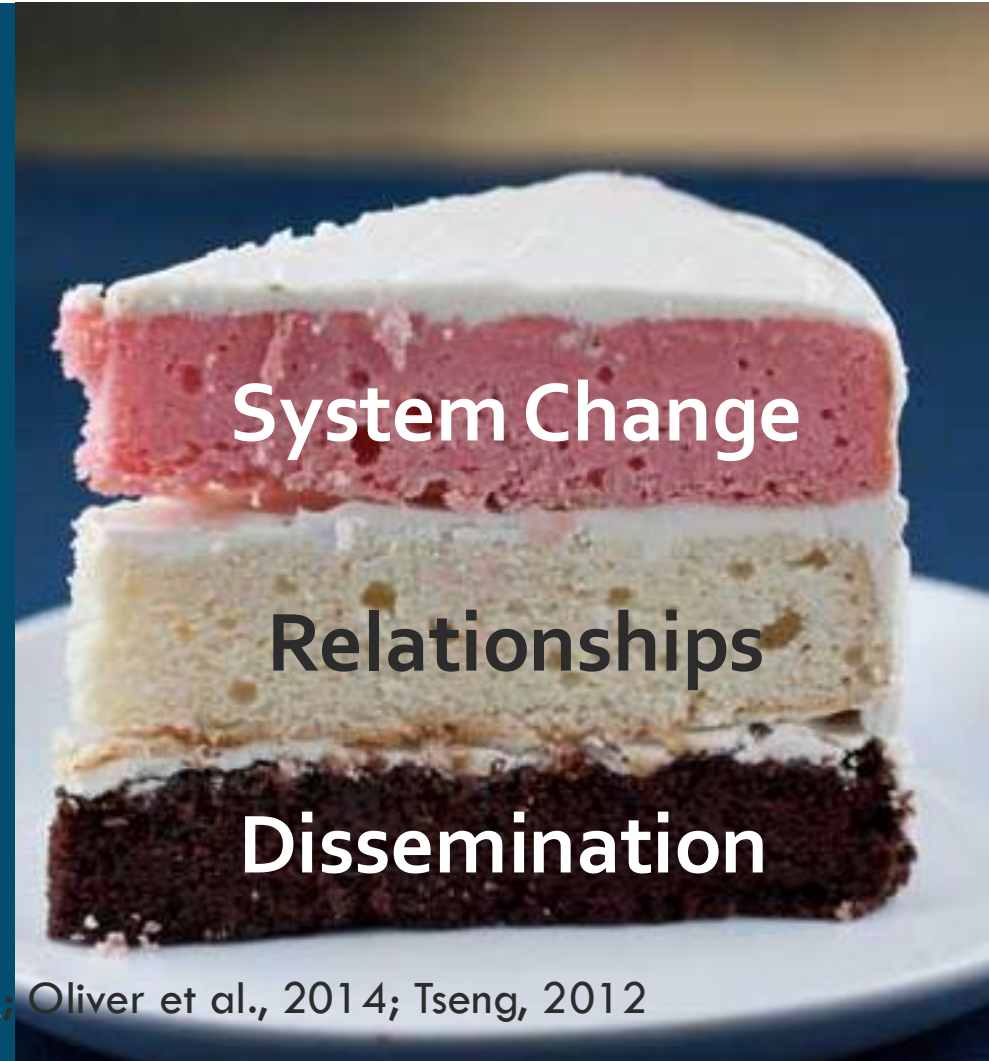 System Change
Relationships
Dissemination
; Oliver et al., 2014; Tseng, 2012